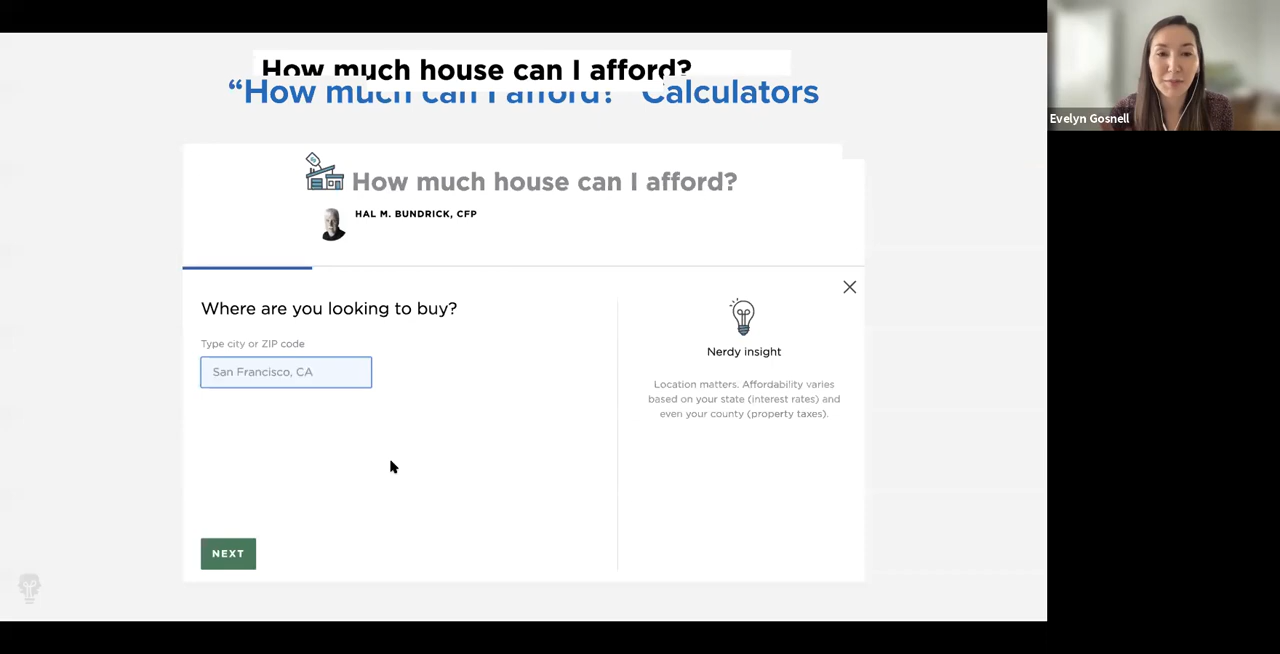 How much house can I afford?
“How much can I afford?” Calculators
How much house can I afford?
HAL M. BUNDRICK, CFP
Where are you looking to buy?
Type city or ZIP code
San Francisco, CA
NEXT
Nerdy insight
Location matters. Affordability varies
based on your state (interest rates) and
even your county (property taxes).
Evelyn Gosnell